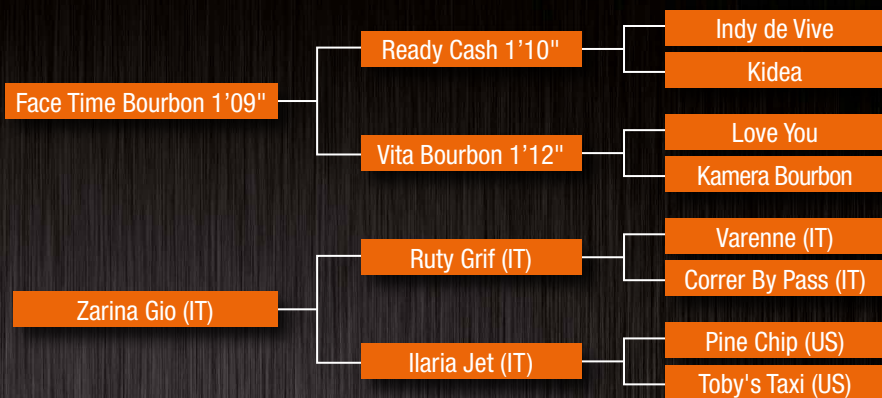 Face Time Bourbon 1’09"
Ready Cash 1’10"
Indy de Vive
Kidea
Vita Bourbon 1’12"
Love You
Kamera Bourbon
Zarina Gio (IT)
Ruty Grif (IT)
Varenne (IT)
Correr By Pass (IT)
Ilaria Jet (IT)
Pine Chip (US)
Toby's Taxi (US)